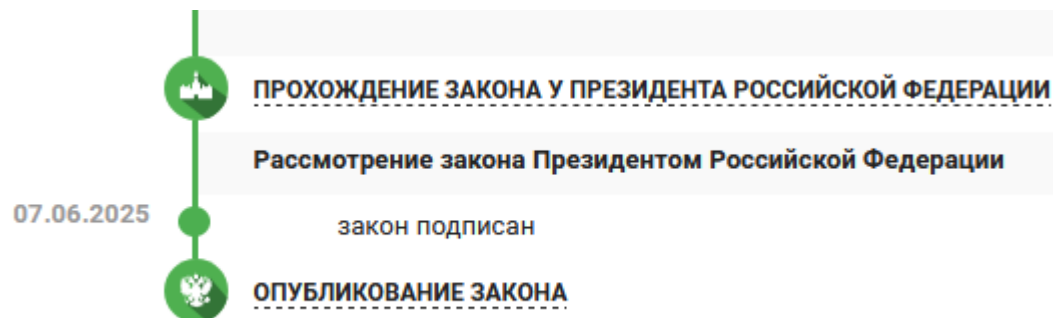 ПРОХОЖДЕНИЕ ЗАКОНА У ПРЕЗИДЕНТА РОССИЙСКОЙ ФЕДЕРАЦИИ
Рассмотрение закона Президентом Российской Федерации
07.06.2025
закон подписан
ОПУБЛИКОВАНИЕ ЗАКОНА